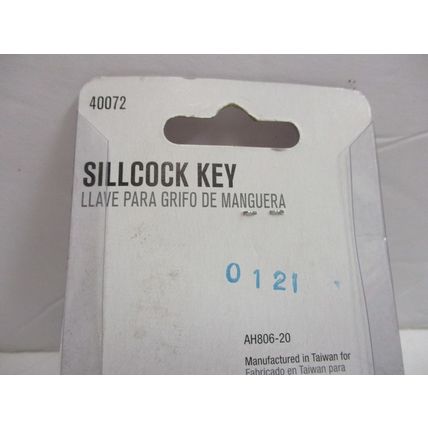 40072
SILLCOCK KEY
LLAVE PARA GRIFO DE MANGUERA
0121
AH806-20
Manufactured in Taiwan for
Fabricado en Taiwan para